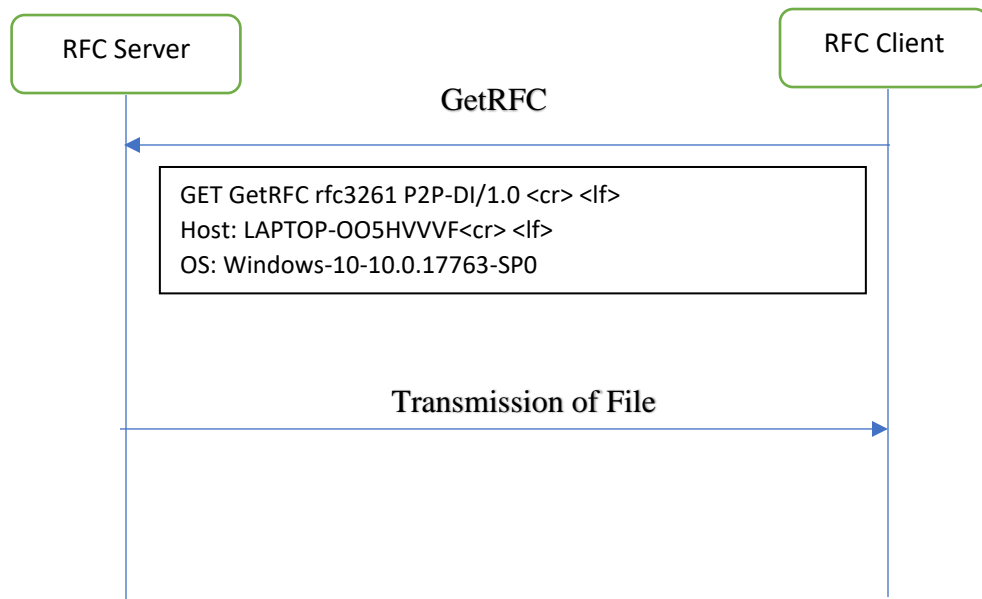 RFC Server
RFC Client
GetRFC
GET GetRFC rfc3261 P2P-DI/1.0 <cr> <lf>
Host: LAPTOP-OO5HVVVF<cr> <lf>
OS: Windows-10-10.0.17763-SP0
Transmission of File